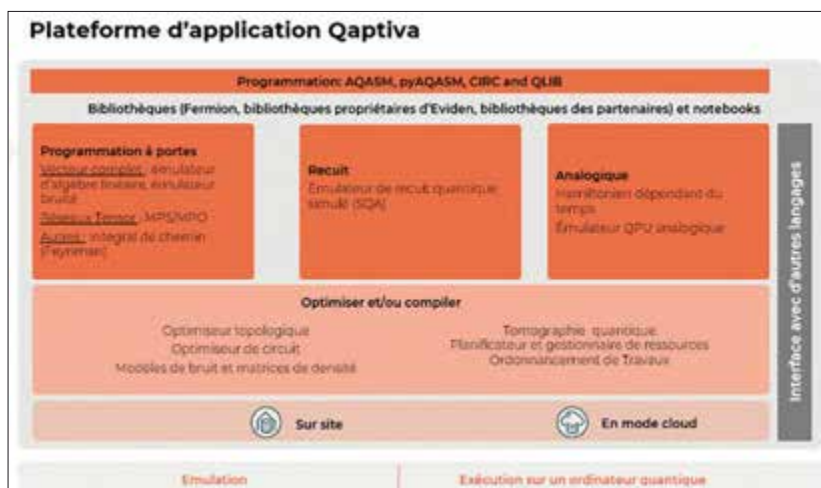 Plateforme d'application Qaptiva
Programmation: AQASM, pyAQASM, CIRC and QLIB
Bibliothèques (Fermion, bibliothèques propriétaires d'Eviden, bibliothèques des partenaires) et notebooks
Programmation à portes
Vecteur complet : émulateur
d'algèbre linéaire, émulateur
bruité
Réseaux Tensor : MPS/MPO
Autres : intégral de chemin
(Feynman)
Recuit
Émulateur de recuit quantique
simulé (SQA)
Analogique
Hamiltonien dépendant du
temps
Émulateur QPU analogique
Interface avec d'autres langages
Optimiser et/ou compiler
Optimiseur topologique
Optimiseur de circuit
Modèles de bruit et matrices de densité
Tomographie quantique
Planificateur et gestionnaire de ressources
Ordonnancement de Travaux
Sur site
En mode cloud
Emulation
Exécution sur un ordinateur quantique